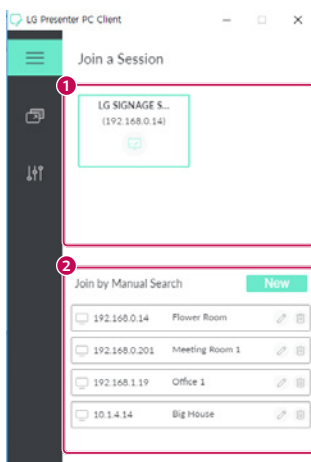 LG Presenter PC Client
Join a Session
1
LG SIGNAGE S...
(192.168.0.14)
2
Join by Manual Search
New
192.168.0.14 Flower Room
192.168.0.201 Meeting Room 1
192.168.1.19 Office 1
10.1.4.14 Big House